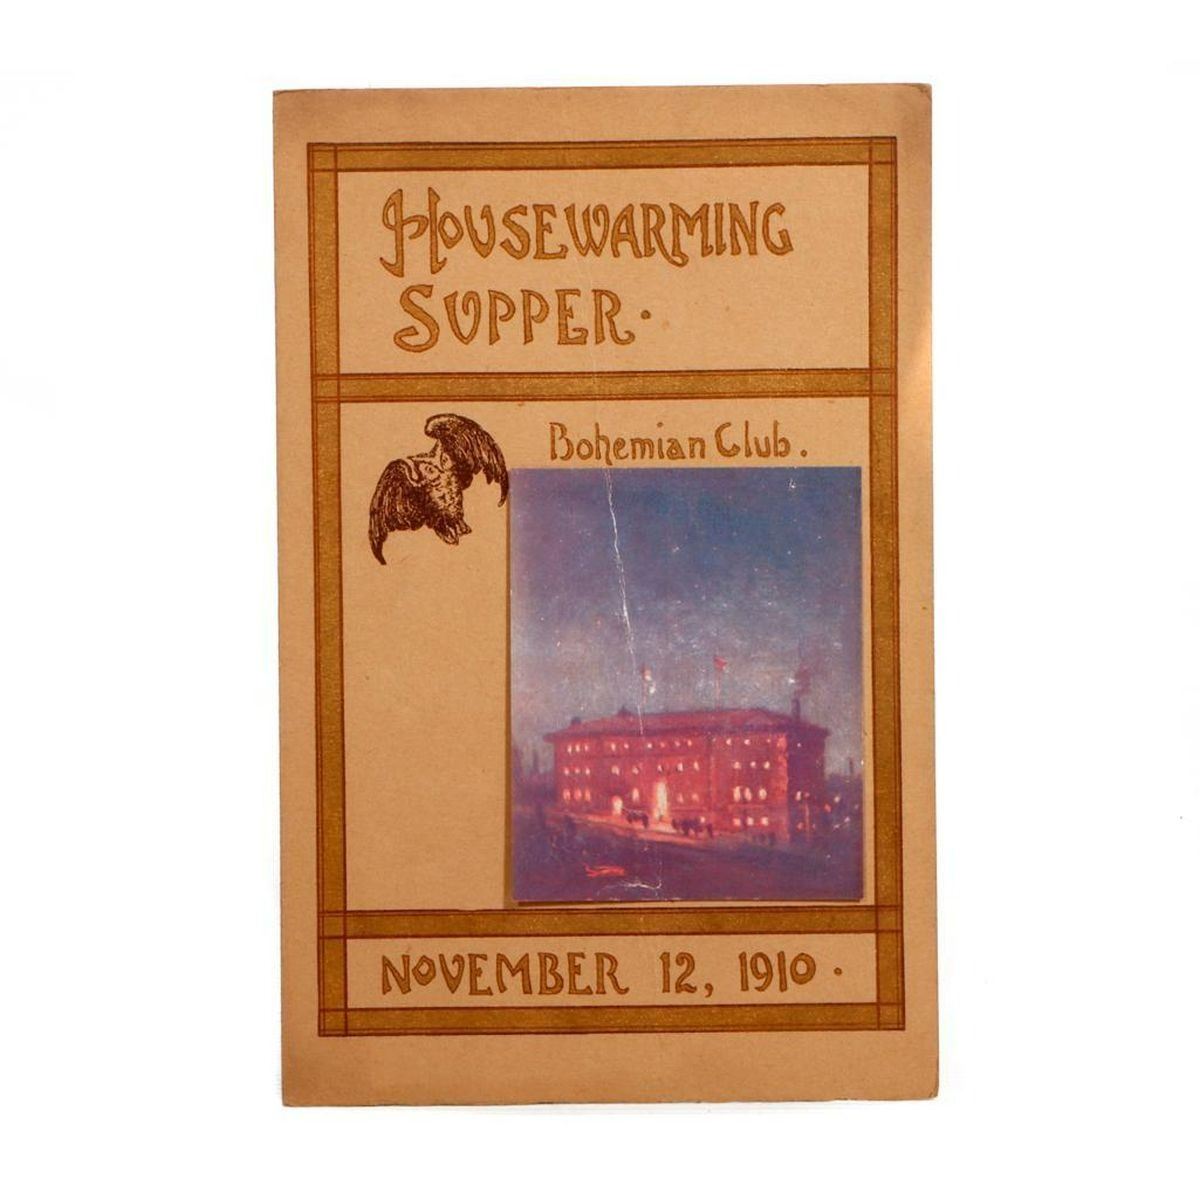 HOUSEWARMING
SUPPER.
Bohemian Club.
NOVEMBER 12, 1910.